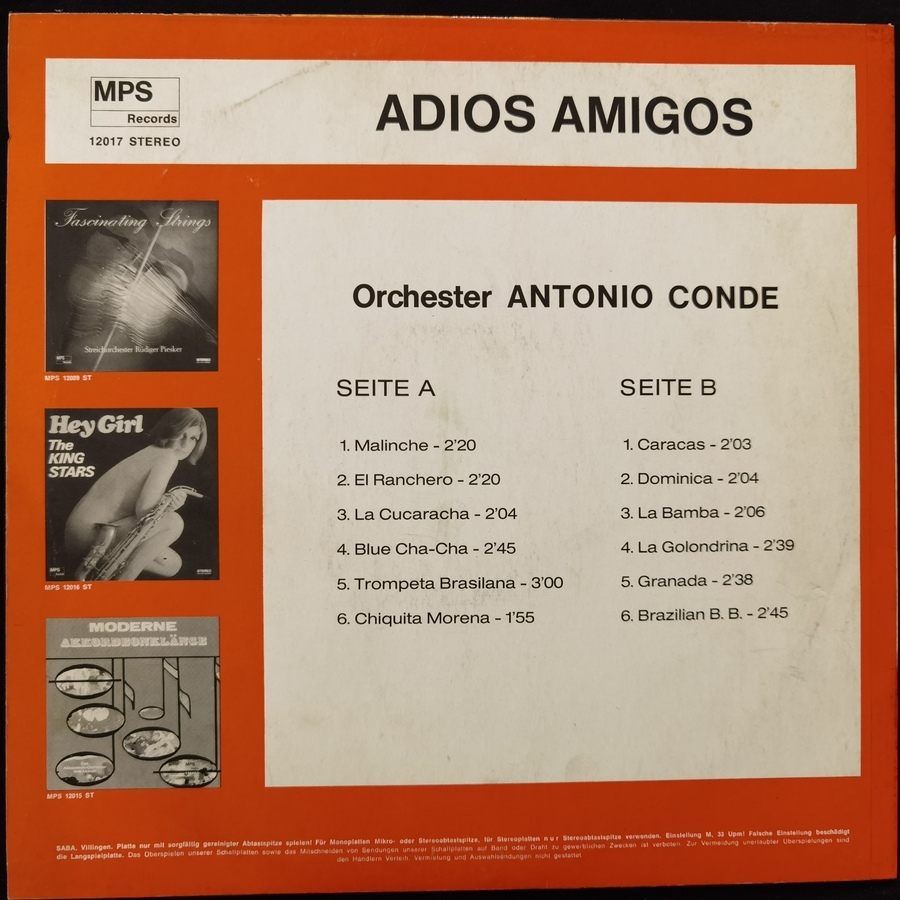 MPS
Records
12017 STEREO
ADIOS AMIGOS
Fascinating Strings
Streichorchester Rüdiger Piesker
MPS 12009 ST
Hey Girl
The
KING
STARS
MPS 12016 ST
MODERNE
AKKORDEONKLÄNGE
MPS 12015 ST
Orchester ANTONIO CONDE
SEITE A
1. Malinche - 2'20
2. El Ranchero - 2'20
3. La Cucaracha - 2'04
4. Blue Cha-Cha - 2'45
5. Trompeta Brasilana - 3'00
6. Chiquita Morena - 1'55
SEITE B
1. Caracas - 2'03
2. Dominica - 2'04
3. La Bamba - 2'06
4. La Golondrina - 2'39
5. Granada - 2'38
6. Brazilian B. B. - 2'45
SABA, Villingen. Platte nur mit sorgfältig gereinigter Abtastspitze spielen! Für Monoplatten Mikro- oder Stereoabtastspitze, für Stereoplatten nur Stereoabtastspitze verwenden. Einstellung M, 33 Upm! Falsche Einstellung beschädigt
die Langspielplatte. Das Überspielen unserer Schallplatten sowie das Mitschneiden von Sendungen unserer Schallplatten auf Band oder Draht zu gewerblichen Zwecken ist verboten. Zur Vermeidung unerlaubter Überspielungen sind
den Händlern Verleih, Vermietung und Auswahlsendungen nicht gestattet